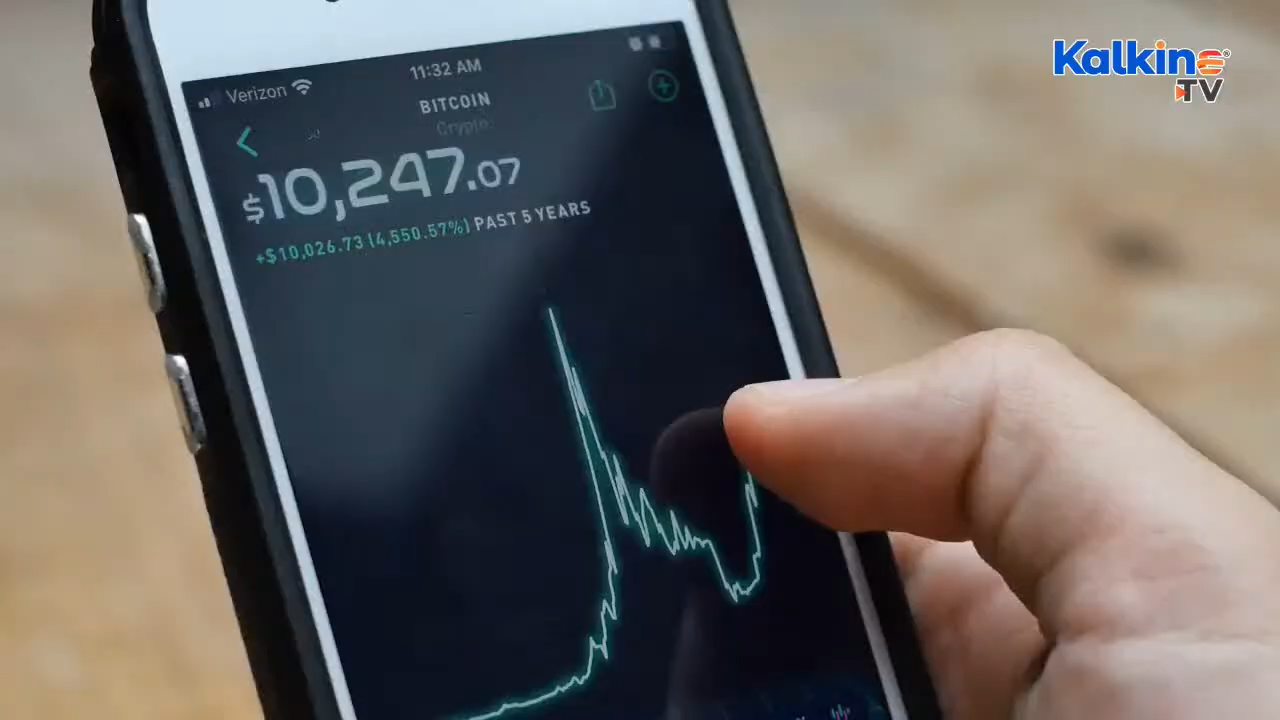 Kalkine®
TV
Verizon 11:32 AM
BITCOIN
Crypto
$10,247.07
+$10,026.73 (4,550.57%) PAST 5 YEARS